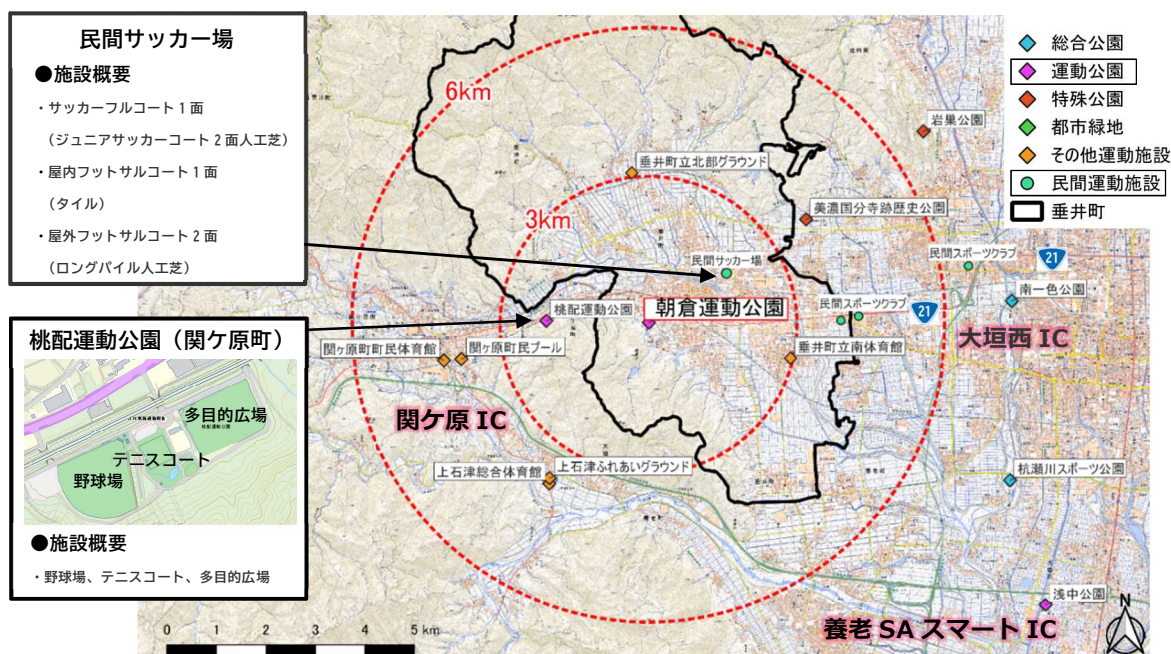 民間サッカー場
●施設概要
・サッカーフルコート1面
（ジュニアサッカーコート2面人工芝）
・屋内フットサルコート1面
（タイル）
・屋外フットサルコート2面
（ロングパイル人工芝）
桃配運動公園（関ケ原町）
多目的広場
桃配運動公園
テニスコート
野球場
●施設概要
・野球場、テニスコート、多目的広場
6km
3km
総合公園
運動公園
特殊公園
都市緑地
その他運動施設
民間運動施設
垂井町
岩巣公園
垂井町立北部グラウンド
美濃国分寺跡歴史公園
民間サッカー場
民間スポーツクラブ
21
南一色公園
桃配運動公園
朝倉運動公園
民間スポーツクラブ
21
大垣西 IC
関ヶ原町町民体育館
関ケ原町民プール
垂井町立南体育館
関ケ原 IC
上石津総合体育館
上石津ふれあいグラウンド
杭瀬川スポーツ公園
浅中公園
養老 SA スマート IC
0 1 2 3 4 5 km
N